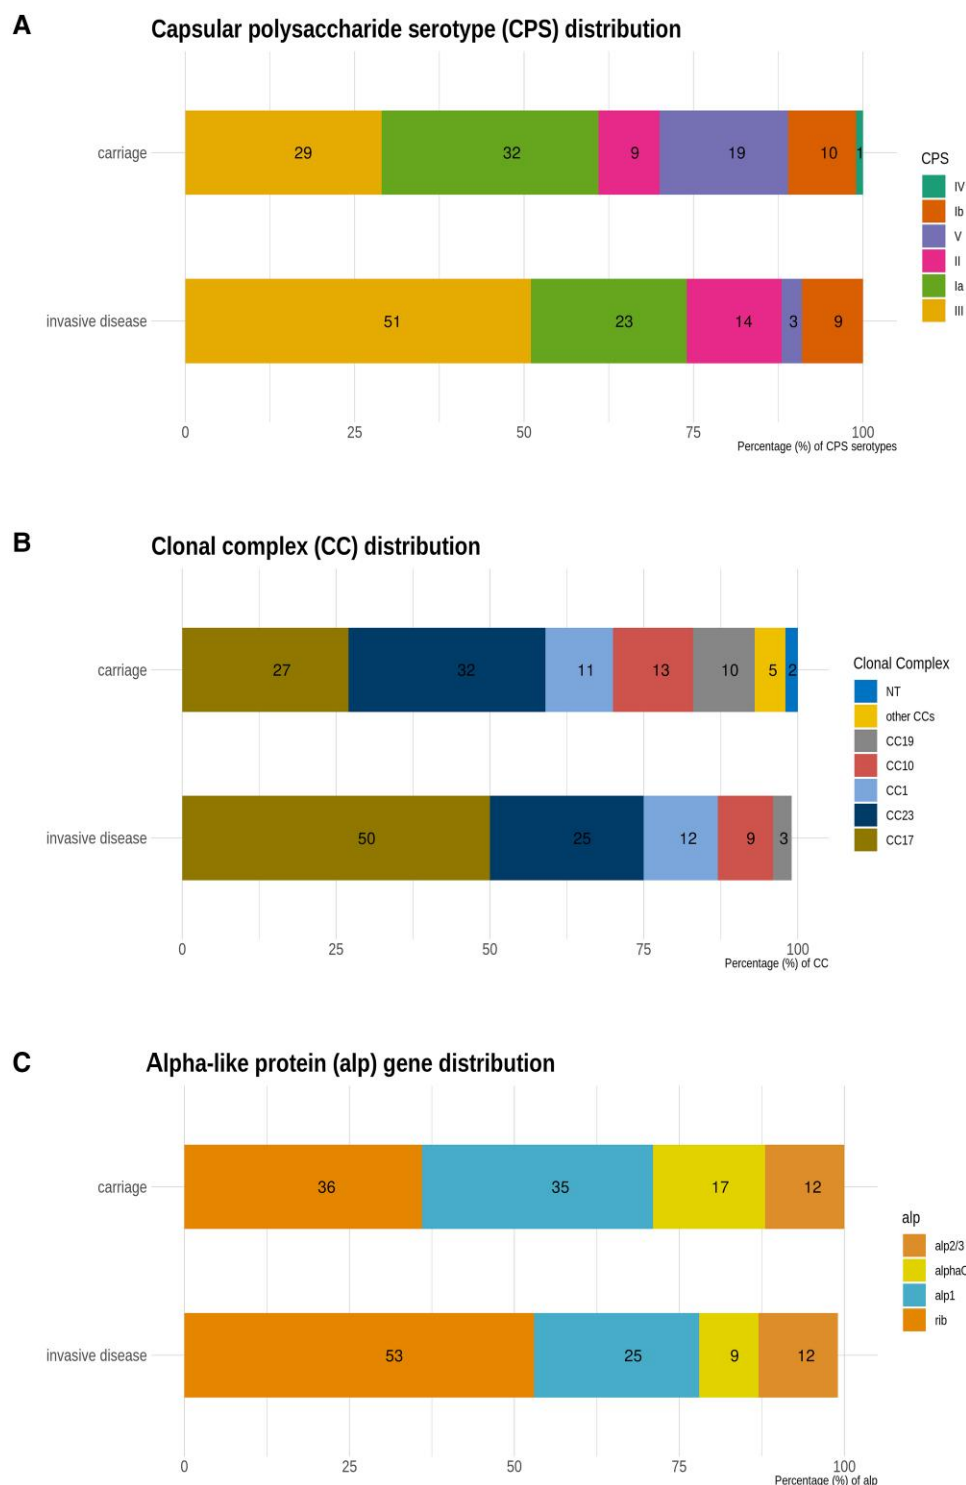 A
Capsular polysaccharide serotype (CPS) distribution
carriage
29 32 9 19 10 1
invasive disease
51 23 14 3 9
0 25 50 75 100
Percentage (%) of CPS serotypes
CPS
IV
Ib
V
II
Ia
III
B
Clonal complex (CC) distribution
carriage
27 32 11 13 10 5 2
invasive disease
50 25 12 9 3
0 25 50 75 100
Percentage (%) of CC
Clonal Complex
NT
other CCs
CC19
CC10
CC1
CC23
CC17
C
Alpha-like protein (alp) gene distribution
carriage
36 35 17 12
invasive disease
53 25 9 12
0 25 50 75 100
Percentage (%) of alp
alp
alp2/3
alphaC
alp1
rib